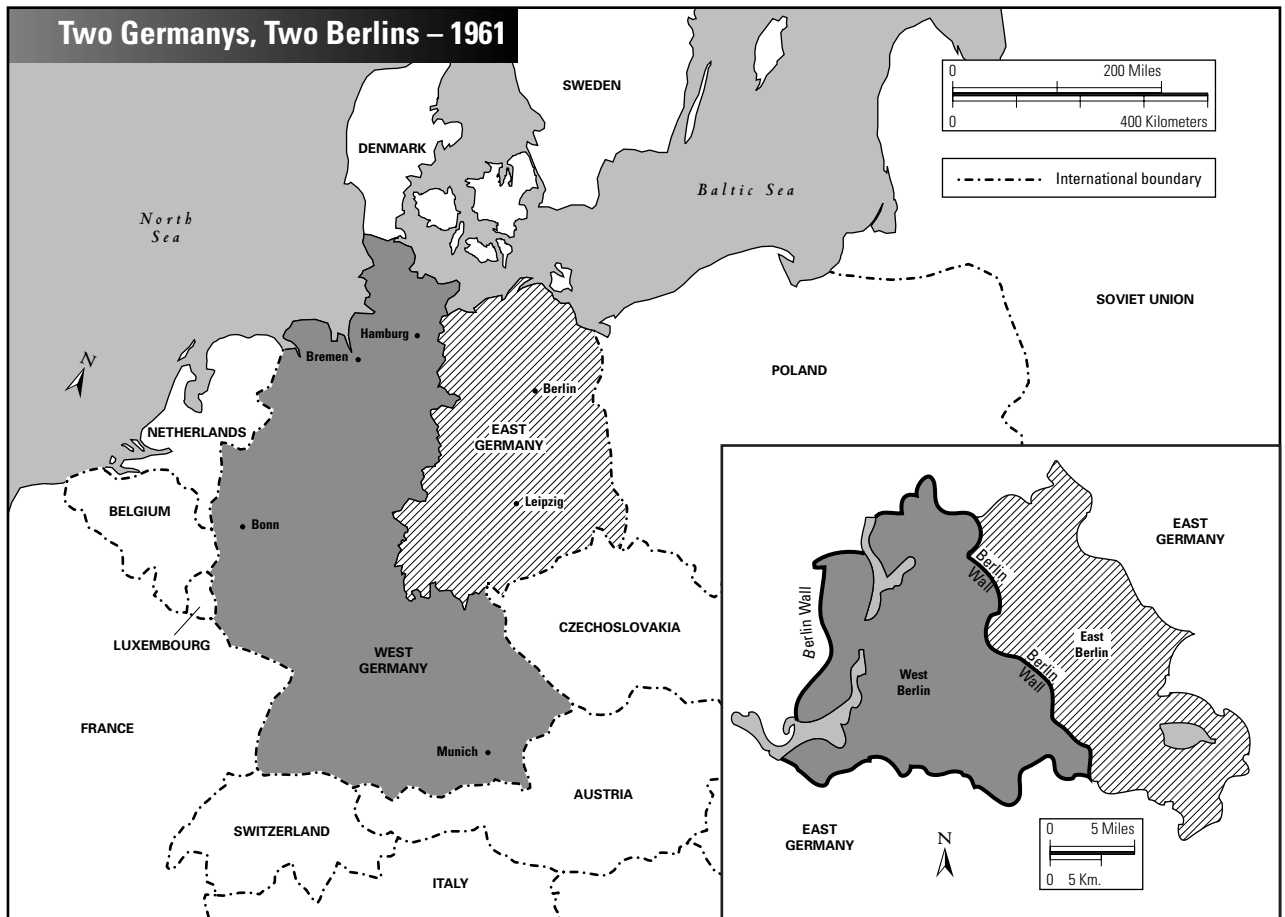 Two Germanys, Two Berlins – 1961
SWEDEN
0 200 Miles
0 400 Kilometers
DENMARK
International boundary
Baltic Sea
North
Sea
SOVIET UNION
Hamburg
Bremen
N
POLAND
Berlin
NETHERLANDS
EAST
GERMANY
Leipzig
BELGIUM
Bonn
LUXEMBOURG
CZECHOSLOVAKIA
WEST
GERMANY
FRANCE
Munich
AUSTRIA
SWITZERLAND
ITALY
EAST
GERMANY
Berlin
Wall
Berlin Wall
East
Berlin
Berlin
Wall
West
Berlin
EAST
GERMANY
N
0 5 Miles
0 5 Km.